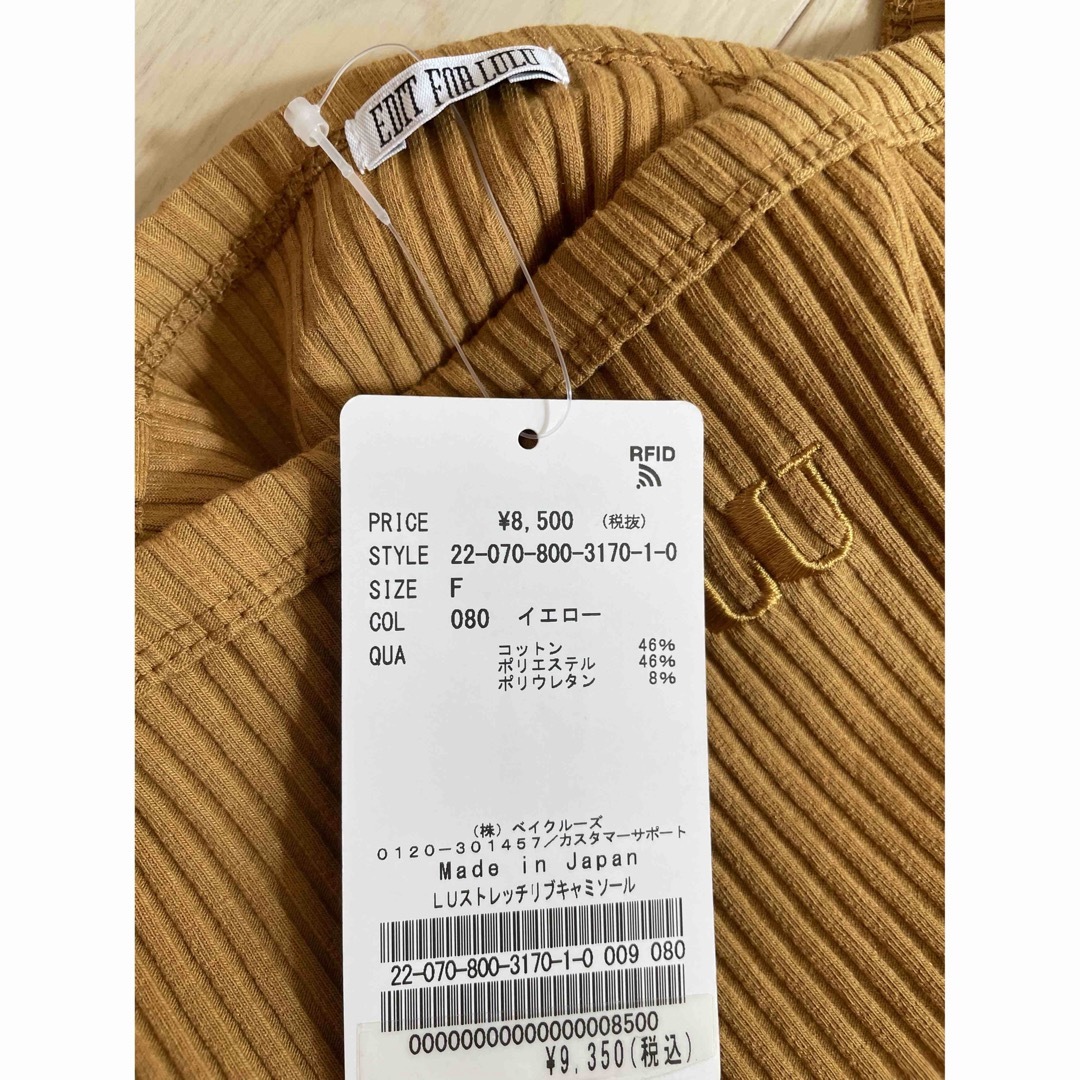 EDIT FOR LULU
RFID
PRICE ¥8,500 (税抜)
STYLE 22-070-800-3170-1-0
SIZE F
COL 080 イエロー
QUA コットン 46%
ポリエステル 46%
ポリウレタン 8%
(株) ベイクルーズ
0120-301457/カスタマーサポート
Made in Japan
LUストレッチリブキャミソール
22-070-800-3170-1-0 009 080
00000000000000008500
¥9,350(税込)